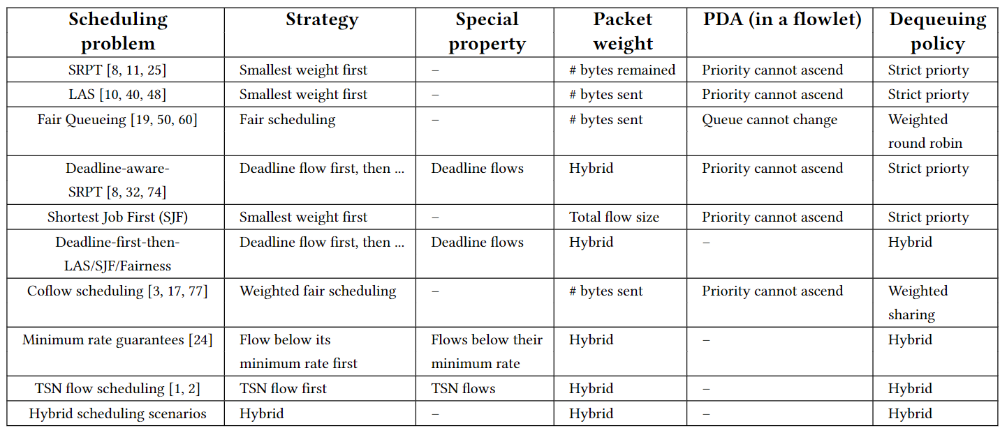 Scheduling problem Strategy Special property Packet weight PDA (in a flowlet) Dequeuing policy
SRPT [8, 11, 25] Smallest weight first – # bytes remained Priority cannot ascend Strict priorty
LAS [10, 40, 48] Smallest weight first – # bytes sent Priority cannot ascend Strict priorty
Fair Queueing [19, 50, 60] Fair scheduling – # bytes sent Queue cannot change Weighted
round robin
Deadline-aware- Deadline flow first, then ... Deadline flows Hybrid Priority cannot ascend Strict priorty
SRPT [8, 32, 74]
Shortest Job First (SJF) Smallest weight first – Total flow size Priority cannot ascend Strict priorty
Deadline-first-then- Deadline flow first, then ... Deadline flows Hybrid – Hybrid
LAS/SJF/Fairness
Coflow scheduling [3, 17, 77] Weighted fair scheduling – # bytes sent Priority cannot ascend Weighted
sharing
Minimum rate guarantees [24] Flow below its Flows below their Hybrid – Hybrid
minimum rate first minimum rate
TSN flow scheduling [1, 2] TSN flow first TSN flows Hybrid – Hybrid
Hybrid scheduling scenarios Hybrid – Hybrid – Hybrid